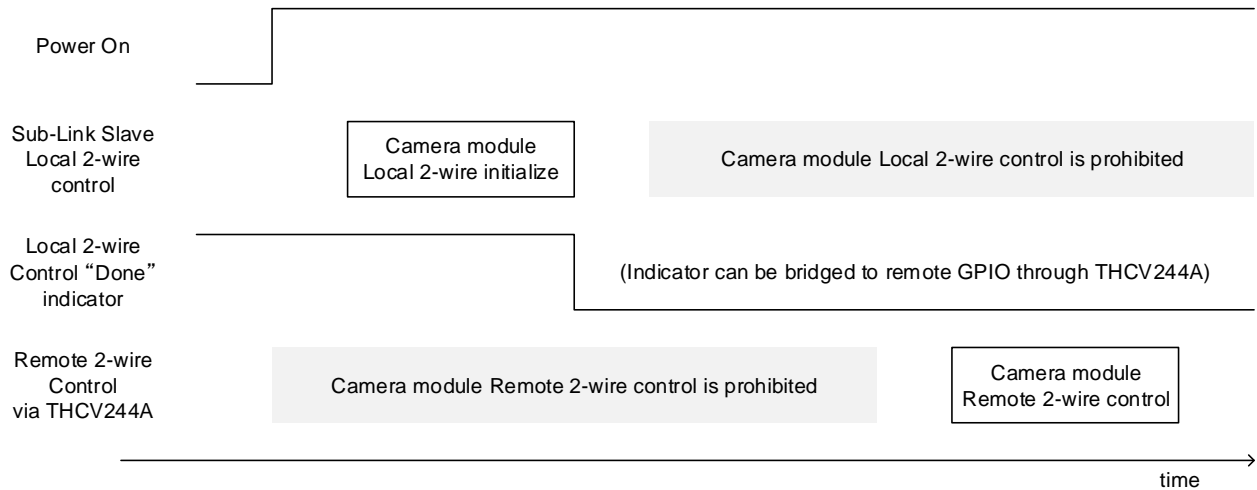 Power On
Sub-Link Slave
Local 2-wire
control
Camera module
Local 2-wire initialize
Camera module Local 2-wire control is prohibited
Local 2-wire
Control “Done”
indicator
(Indicator can be bridged to remote GPIO through THCV244A)
Remote 2-wire
Control
via THCV244A
Camera module Remote 2-wire control is prohibited
Camera module
Remote 2-wire control
time